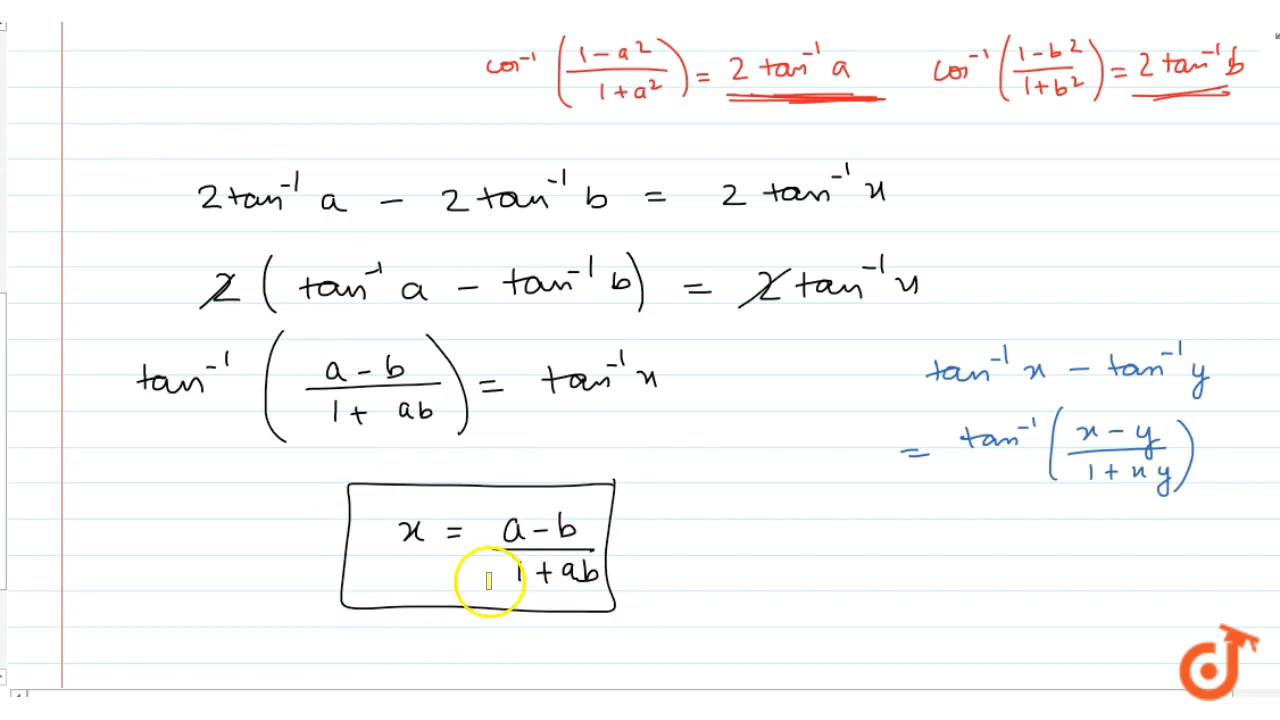 cos⁻¹ ( (1 - a²) / (1 + a²) ) = 2 tan⁻¹ a    cos⁻¹ ( (1 - b²) / (1 + b²) ) = 2 tan⁻¹ b
2 tan⁻¹ a - 2 tan⁻¹ b = 2 tan⁻¹ x
2 ( tan⁻¹ a - tan⁻¹ b ) = 2 tan⁻¹ x
tan⁻¹ ( (a - b) / (1 + ab) ) = tan⁻¹ x
tan⁻¹ x - tan⁻¹ y
= tan⁻¹ ( (x - y) / (1 + xy) )
x = (a - b) / (1 + ab)